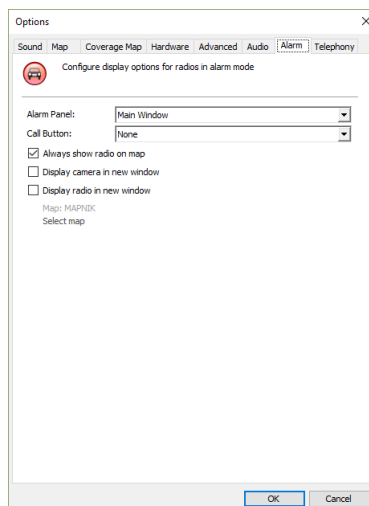 Options
Sound Map Coverage Map Hardware Advanced Audio Alarm Telephony
Configure display options for radios in alarm mode
Alarm Panel: Main Window
Call Button: None
Always show radio on map
Display camera in new window
Display radio in new window
Map: MAPNIK
Select map
OK Cancel